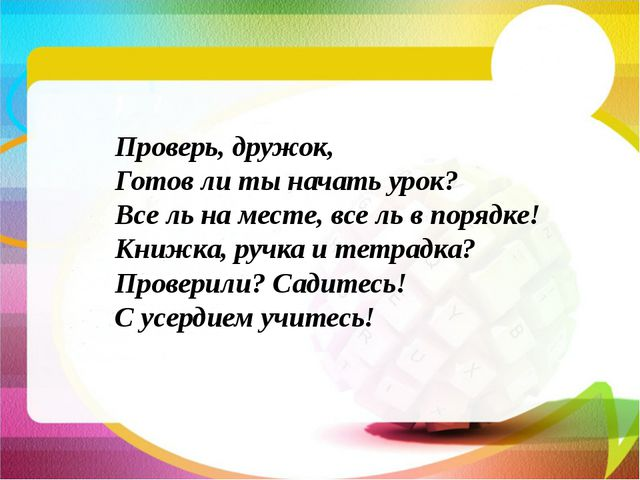 Проверь, дружок,
Готов ли ты начать урок?
Все ль на месте, все ль в порядке!
Книжка, ручка и тетрадка?
Проверили? Садитесь!
С усердием учитесь!